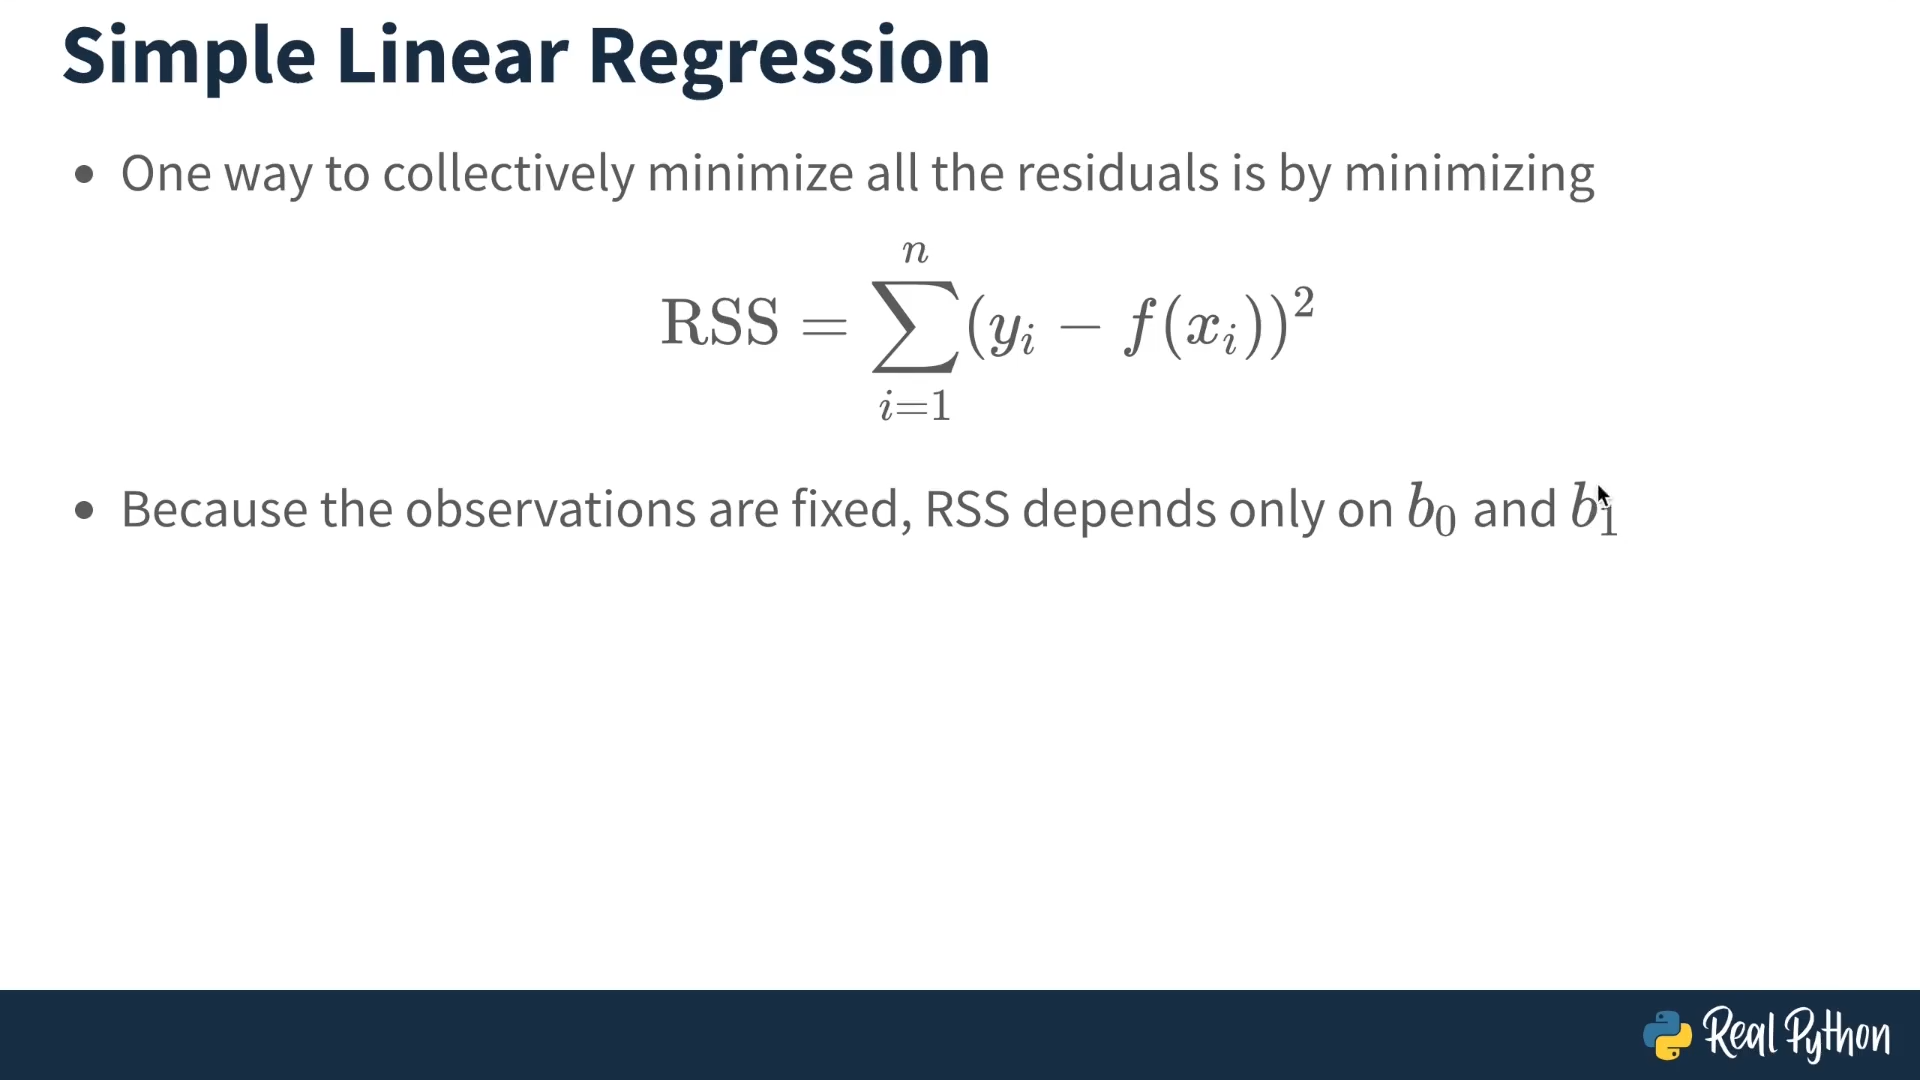 Simple Linear Regression
• One way to collectively minimize all the residuals is by minimizing
RSS = \sum_{i=1}^{n} (y_i − f(x_i))^2
• Because the observations are fixed, RSS depends only on b_0 and b_1
Real Python